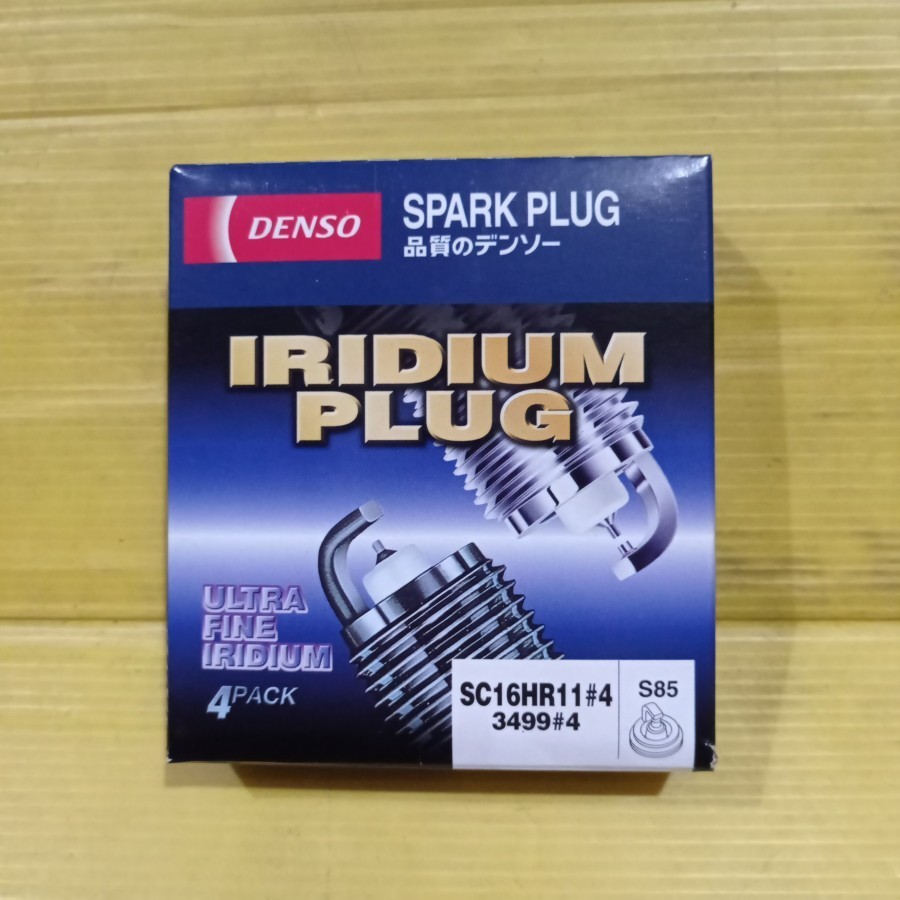 DENSO
SPARK PLUG
品質のデンソー
IRIDIUM
PLUG
ULTRA
FINE
IRIDIUM
4PACK
SC16HR11#4
3499#4
S85